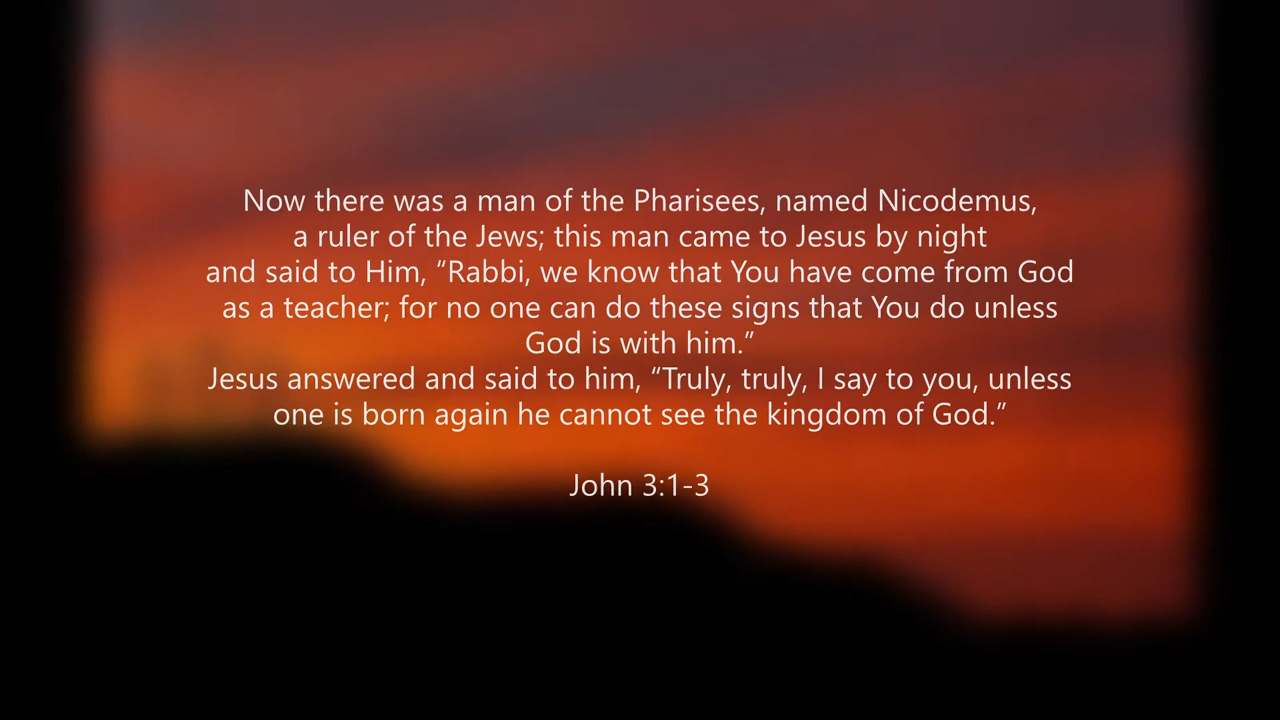 Now there was a man of the Pharisees, named Nicodemus,
a ruler of the Jews; this man came to Jesus by night
and said to Him, “Rabbi, we know that You have come from God
as a teacher; for no one can do these signs that You do unless
God is with him.”
Jesus answered and said to him, “Truly, truly, I say to you, unless
one is born again he cannot see the kingdom of God.”
John 3:1-3